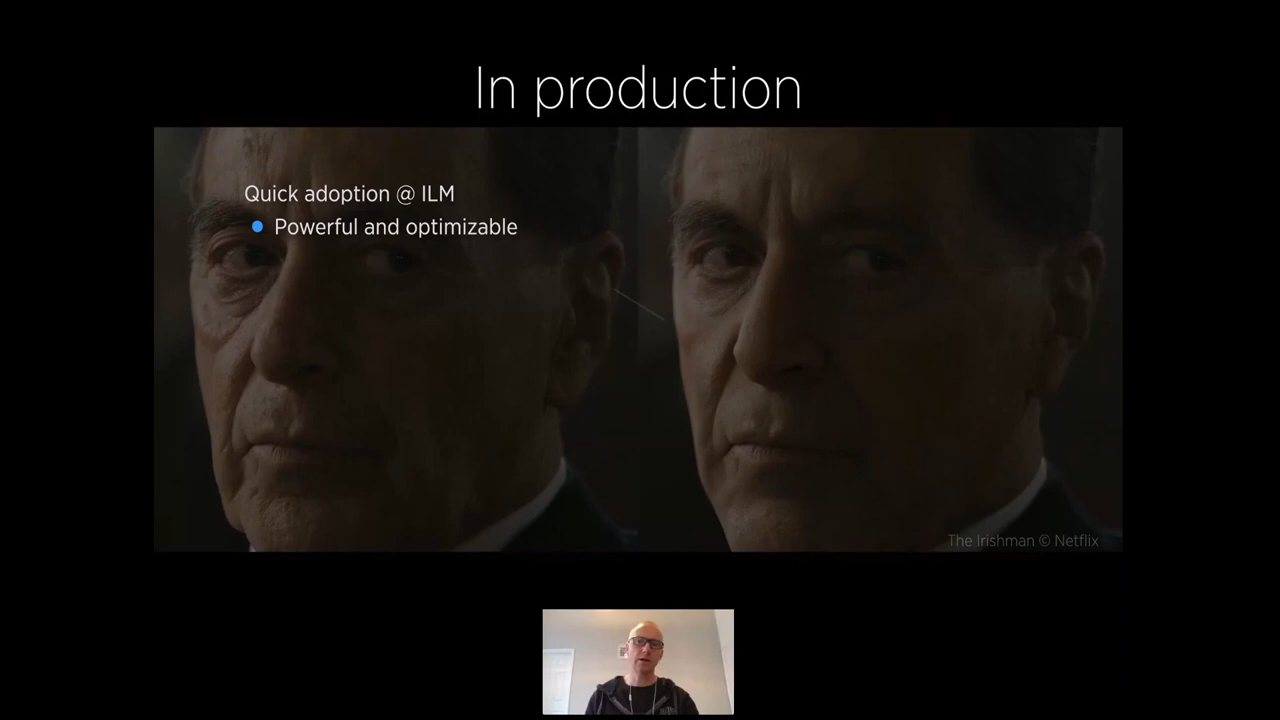 In production
Quick adoption @ ILM
Powerful and optimizable
The Irishman © Netflix